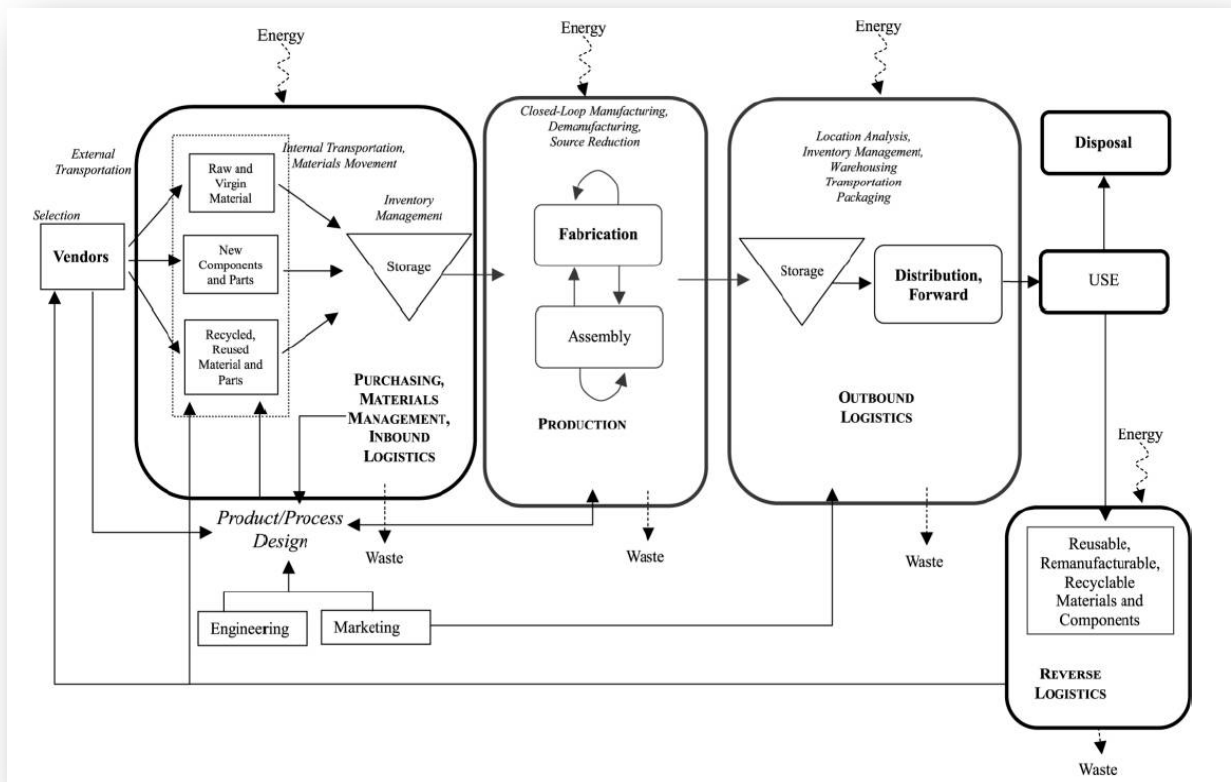 Energy
Energy
Energy
External
Transportation
Selection
Vendors
Raw and
Virgin
Material
New
Components
and Parts
Recycled,
Reused
Material and
Parts
Internal Transportation,
Materials Movement
Inventory
Management
Storage
PURCHASING,
MATERIALS
MANAGEMENT,
INBOUND
LOGISTICS
Closed-Loop Manufacturing,
Demanufacturing,
Source Reduction
Fabrication
Assembly
PRODUCTION
Location Analysis,
Inventory Management,
Warehousing
Transportation
Packaging
Storage
Distribution,
Forward
OUTBOUND
LOGISTICS
Disposal
USE
Energy
Reusable,
Remanufacturable,
Recyclable
Materials and
Components
REVERSE
LOGISTICS
Waste
Product/Process
Design
Waste
Waste
Waste
Engineering
Marketing